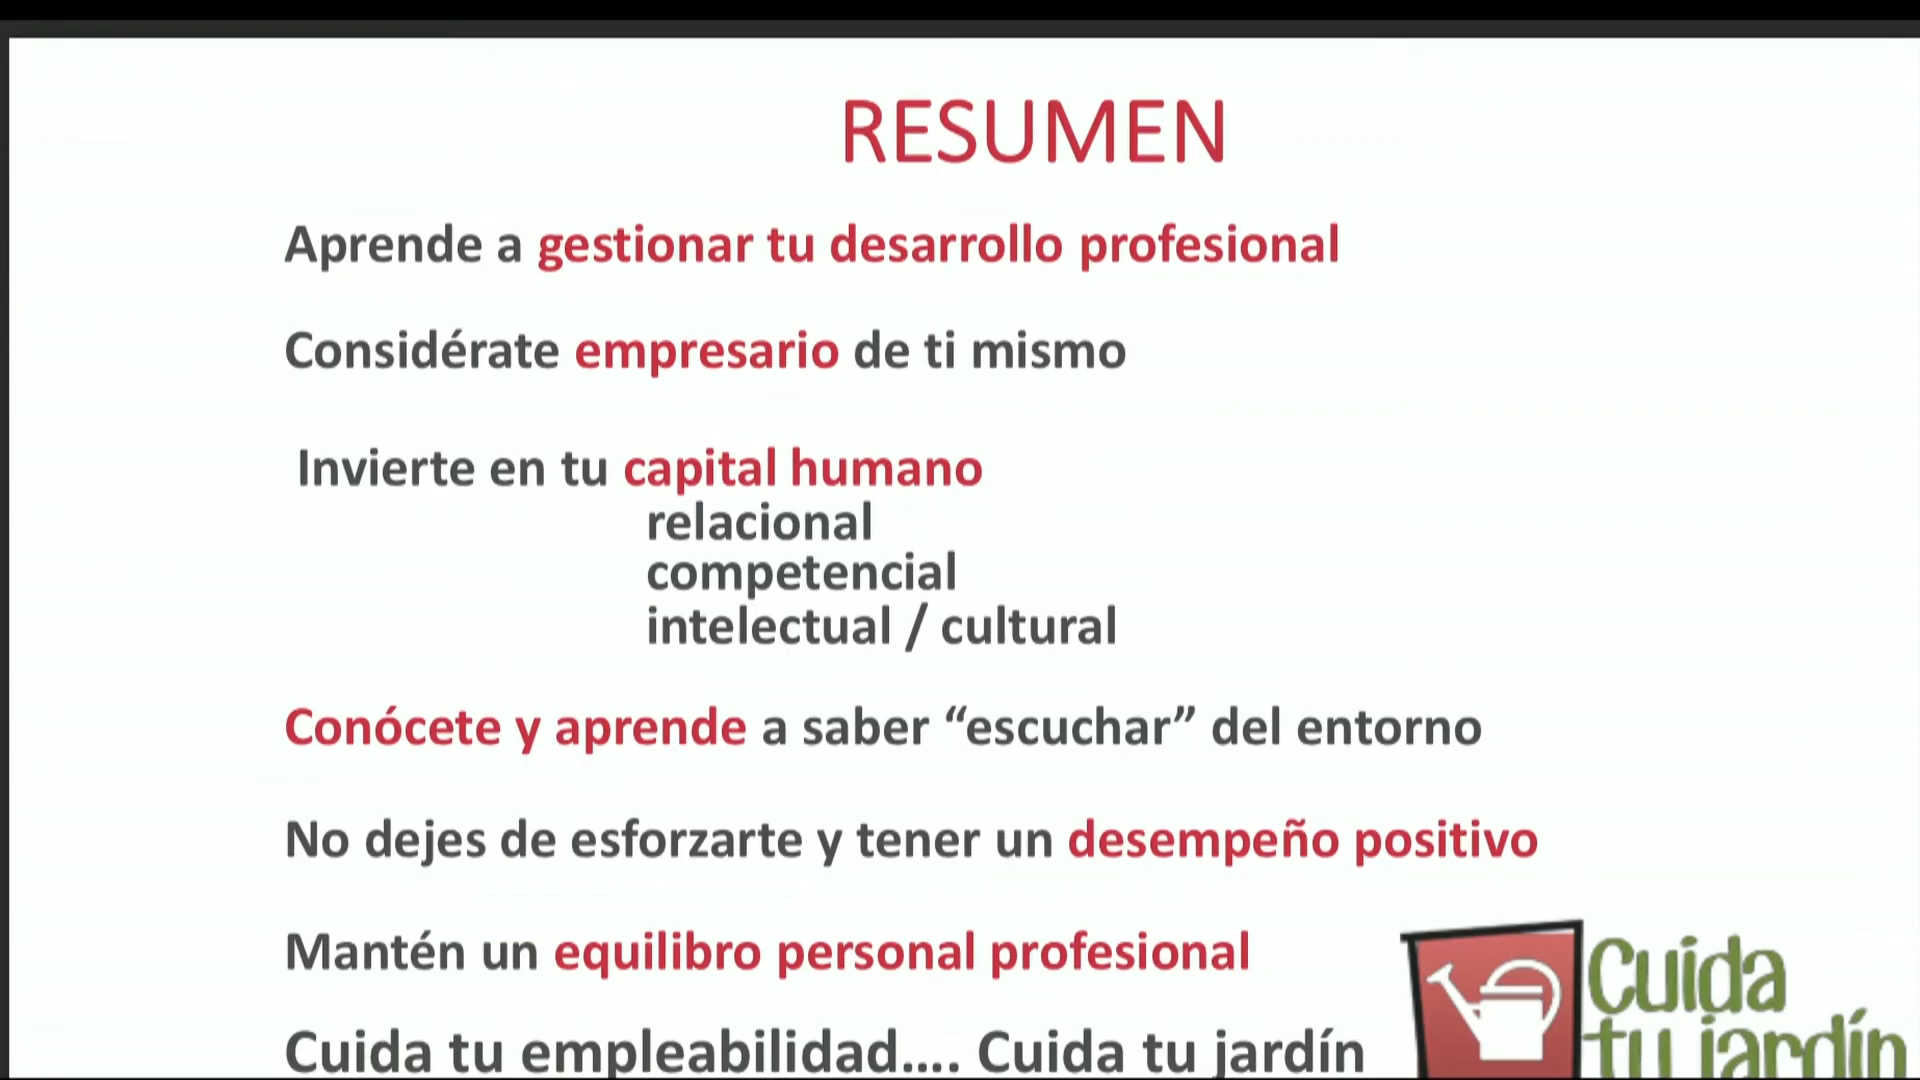 RESUMEN
Aprende a gestionar tu desarrollo profesional
Considérate empresario de ti mismo
Invierte en tu capital humano
relacional
competencial
intelectual / cultural
Conócete y aprende a saber “escuchar” del entorno
No dejes de esforzarte y tener un desempeño positivo
Mantén un equilibro personal profesional
Cuida tu empleabilidad.... Cuida tu jardín
Cuida
tu jardín